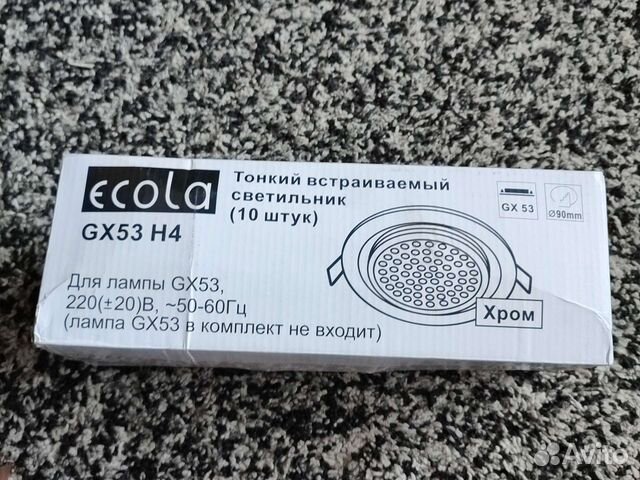 ecola
GX53 H4
Тонкий встраиваемый
светильник
(10 штук)
GX 53
Ø90mm
Для лампы GX53,
220(±20)В, ~50-60Гц
(лампа GX53 в комплект не входит)
Хром
Avito